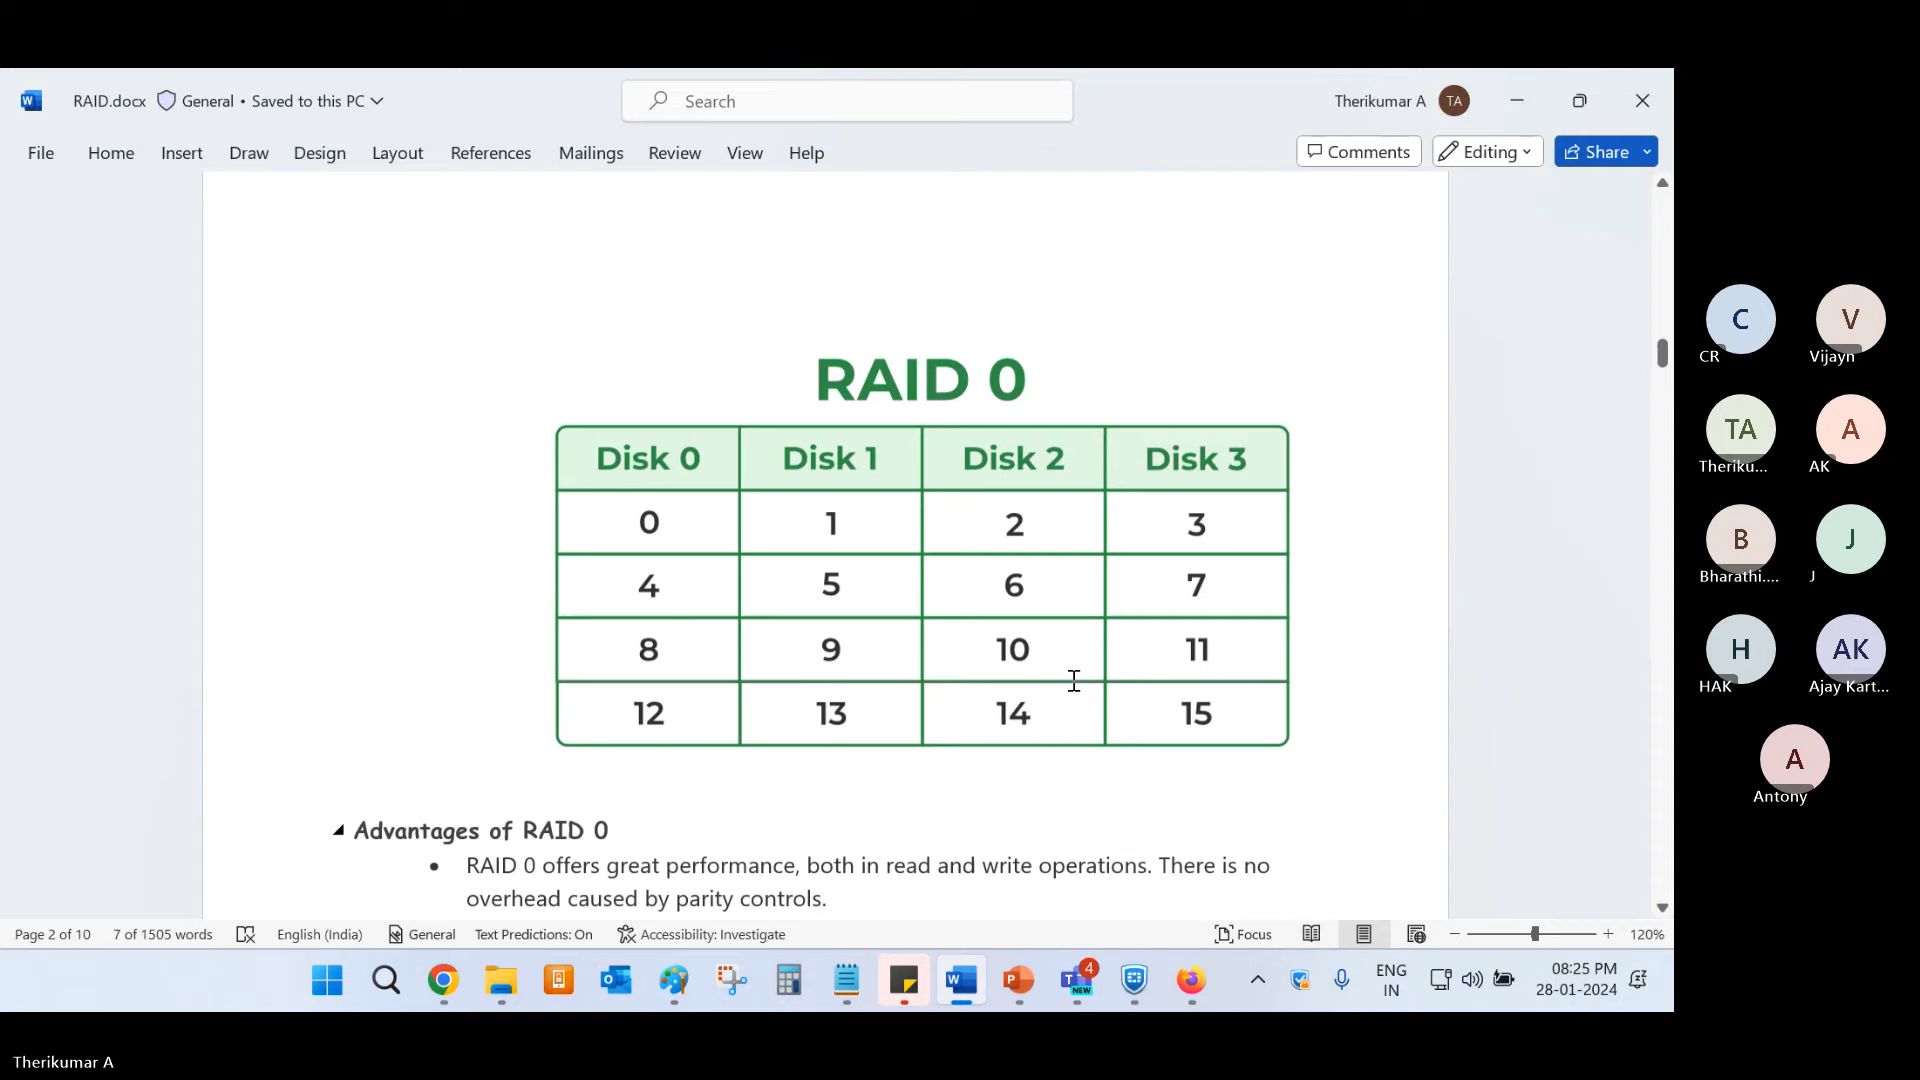 RAID.docx General • Saved to this PC
Search
Therikumar A TA
File Home Insert Draw Design Layout References Mailings Review View Help
Comments Editing Share
RAID 0
Disk 0 Disk 1 Disk 2 Disk 3
0 1 2 3
4 5 6 7
8 9 10 11
12 13 14 15
Advantages of RAID 0
• RAID 0 offers great performance, both in read and write operations. There is no
overhead caused by parity controls.
Page 2 of 10 7 of 1505 words English (India) General Text Predictions: On Accessibility: Investigate Focus 120%
4
NEW
ENG
IN
08:25 PM
28-01-2024
C V
CR Vijayn
TA A
Theriku... AK
B J
Bharathi.... J
H AK
HAK Ajay Kart...
A
Antony
Therikumar A